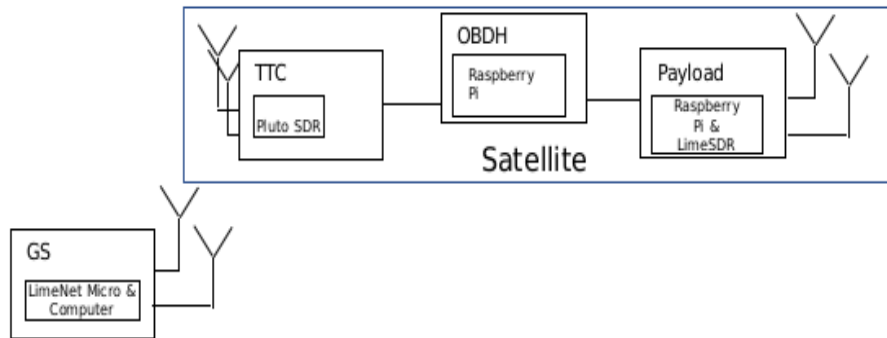 OBDH
TTC
Raspberry
Pi
Payload
Pluto SDR
Raspberry
Pi &
LimeSDR
Satellite
GS
LimeNet Micro &
Computer